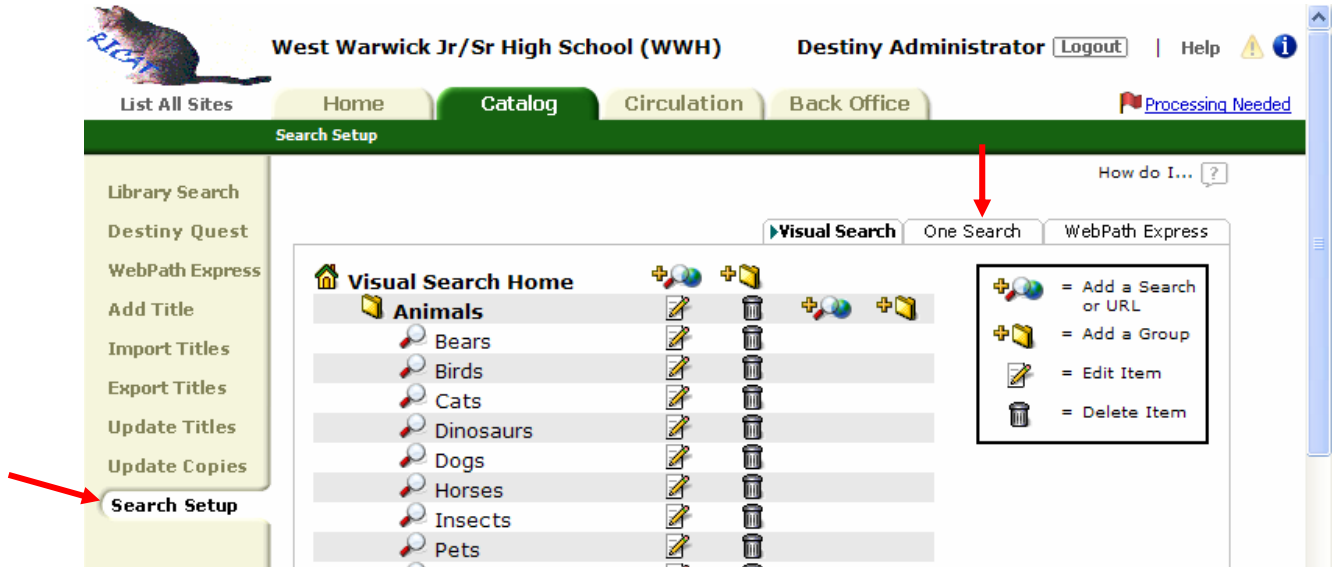 RICAT
West Warwick Jr/Sr High School (WWH) Destiny Administrator Logout | Help
List All Sites Home Catalog Circulation Back Office Processing Needed
Search Setup
How do I... ?
Library Search
Destiny Quest
WebPath Express
Add Title
Import Titles
Export Titles
Update Titles
Update Copies
Search Setup
Visual Search One Search WebPath Express
Visual Search Home
Animals
Bears
Birds
Cats
Dinosaurs
Dogs
Horses
Insects
Pets
= Add a Search
or URL
= Add a Group
= Edit Item
= Delete Item